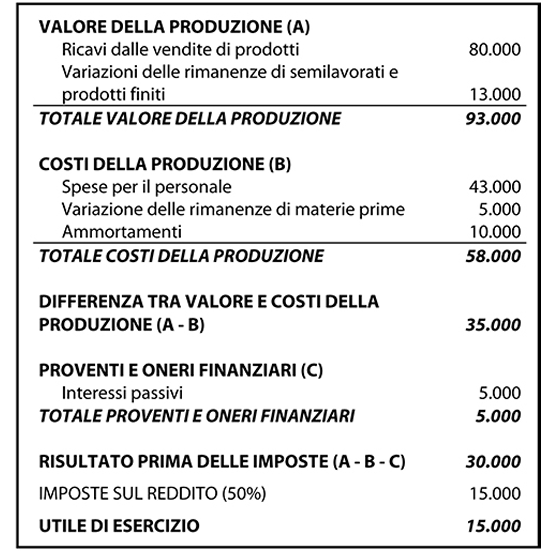 VALORE DELLA PRODUZIONE (A)
Ricavi dalle vendite di prodotti 80.000
Variazioni delle rimanenze di semilavorati e
prodotti finiti 13.000
TOTALE VALORE DELLA PRODUZIONE 93.000
COSTI DELLA PRODUZIONE (B)
Spese per il personale 43.000
Variazione delle rimanenze di materie prime 5.000
Ammortamenti 10.000
TOTALE COSTI DELLA PRODUZIONE 58.000
DIFFERENZA TRA VALORE E COSTI DELLA
PRODUZIONE (A - B) 35.000
PROVENTI E ONERI FINANZIARI (C)
Interessi passivi 5.000
TOTALE PROVENTI E ONERI FINANZIARI 5.000
RISULTATO PRIMA DELLE IMPOSTE (A - B - C) 30.000
IMPOSTE SUL REDDITO (50%) 15.000
UTILE DI ESERCIZIO 15.000